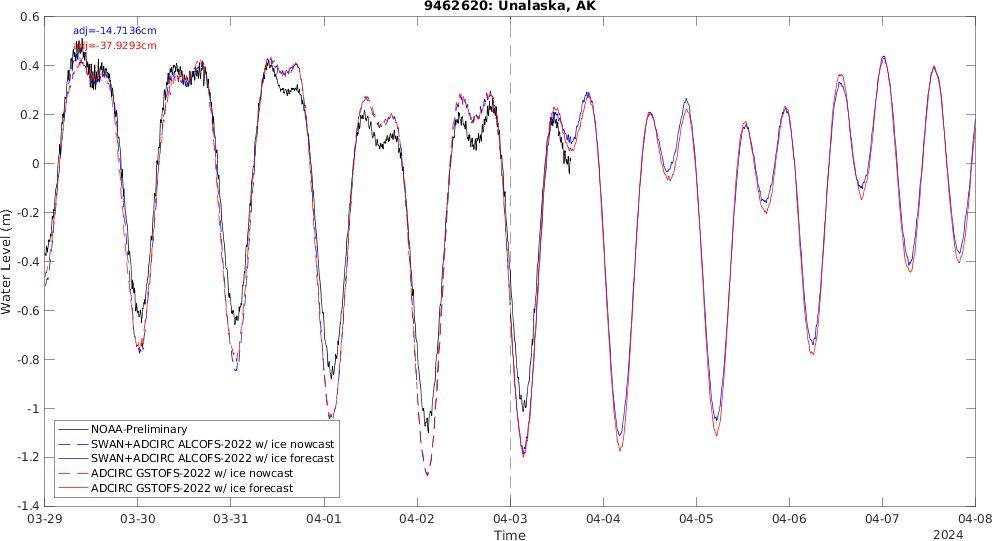 9462620: Unalaska, AK
adj=-14.7136cm
adj=-37.9293cm
0.6
0.4
0.2
0
-0.2
-0.4
-0.6
-0.8
-1
-1.2
-1.4
Water Level (m)
NOAA-Preliminary
SWAN+ADCIRC ALCOFS-2022 w/ ice nowcast
SWAN+ADCIRC ALCOFS-2022 w/ ice forecast
ADCIRC GSTOFS-2022 w/ ice nowcast
ADCIRC GSTOFS-2022 w/ ice forecast
03-29 03-30 03-31 04-01 04-02 04-03 04-04 04-05 04-06 04-07 04-08
Time
2024